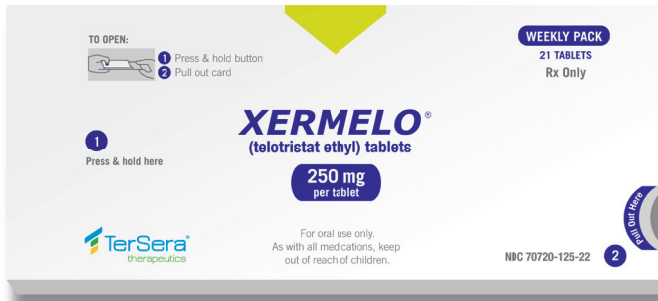 TO OPEN:
1 Press & hold button
2 Pull out card
WEEKLY PACK
21 TABLETS
Rx Only
XERMELO®
(telotristat ethyl) tablets
250 mg
per tablet
1
Press & hold here
Pull Out Here
TerSera®
therapeutics
For oral use only.
As with all medications, keep
out of reach of children.
NDC 70720-125-22
2